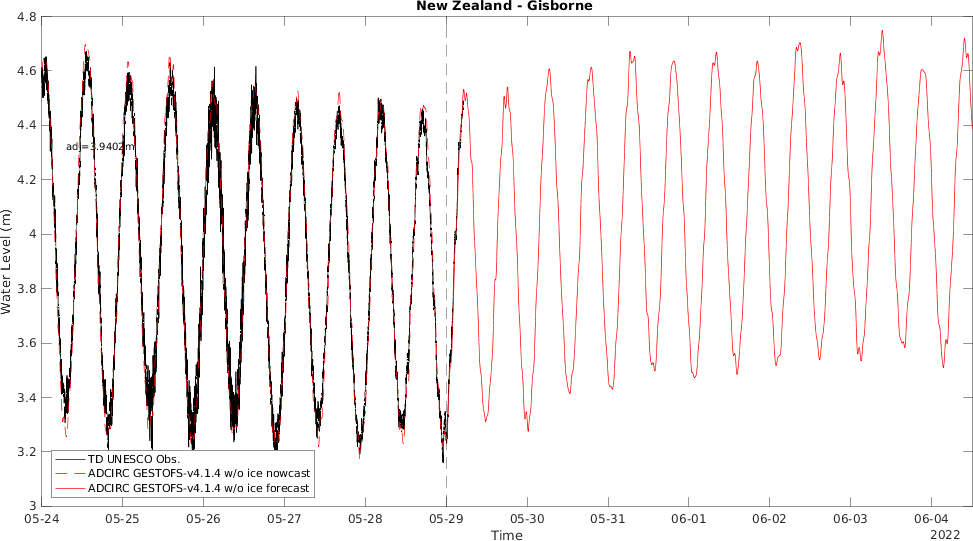 New Zealand - Gisborne
4.8
4.6
4.4
4.2
4
3.8
3.6
3.4
3.2
3
Water Level (m)
adj=3.9402m
TD UNESCO Obs.
ADCIRC GESTOFS-v4.1.4 w/o ice nowcast
ADCIRC GESTOFS-v4.1.4 w/o ice forecast
05-24 05-25 05-26 05-27 05-28 05-29 05-30 05-31 06-01 06-02 06-03 06-04
Time
2022